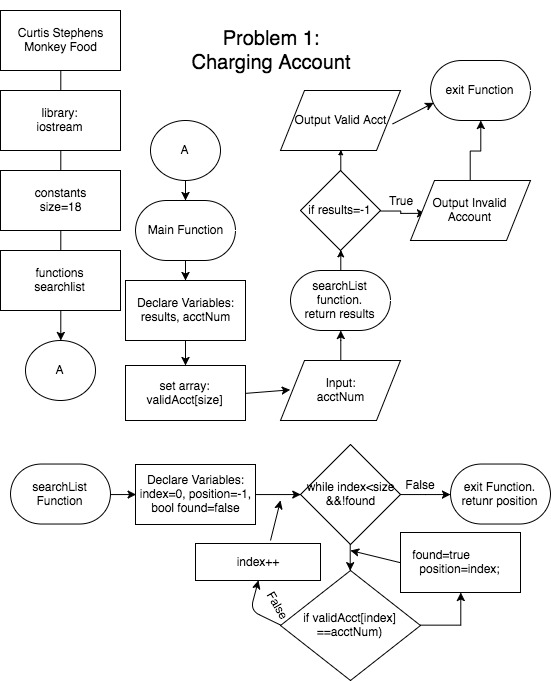 Curtis Stephens
Monkey Food
Problem 1:
Charging Account
library:
iostream
constants
size=18
functions
searchlist
A
A
Main Function
Declare Variables:
results, acctNum
set array:
validAcct[size]
Input:
acctNum
searchList
function.
return results
if results=-1
True
Output Valid Acct
Output Invalid
Account
exit Function
searchList
Function
Declare Variables:
index=0, position=-1,
bool found=false
while index<size
&&!found
False
exit Function.
retunr position
index++
found=true
position=index;
False
if validAcct[index]
==acctNum)